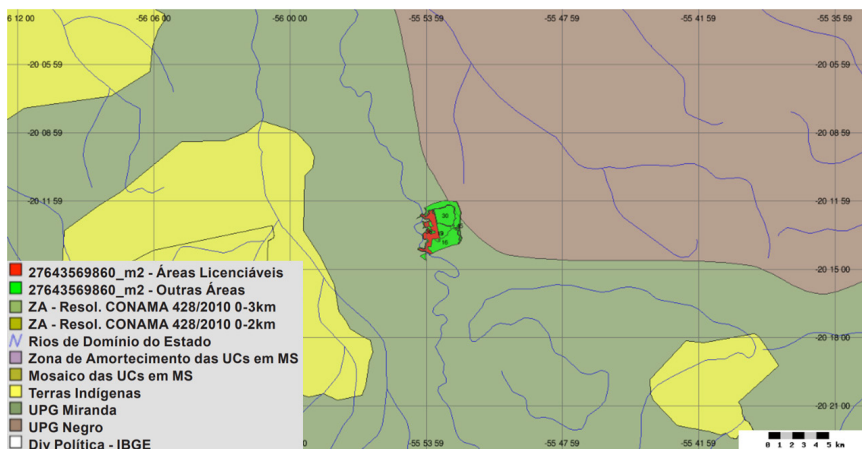 6 12 00
-56 06 00
-56 00 00
-55 53 59
-55 47 59
-55 41 59
-55 35 59
-20 05 59
-20 05 59
-20 08 59
-20 08 59
-20 11 59
-20 11 59
30
-20 15 00
-20 18 00
-20 21 00
27643569860_m2 - Áreas Licenciáveis
27643569860_m2 - Outras Áreas
ZA - Resol. CONAMA 428/2010 0-3km
ZA - Resol. CONAMA 428/2010 0-2km
Rios de Domínio do Estado
Zona de Amortecimento das UCs em MS
Mosaico das UCs em MS
Terras Indígenas
UPG Miranda
UPG Negro
Div Política - IBGE
00 00
-55 53 59
-55 47 59
-55 41 59
0 1 2 3 4 5 km